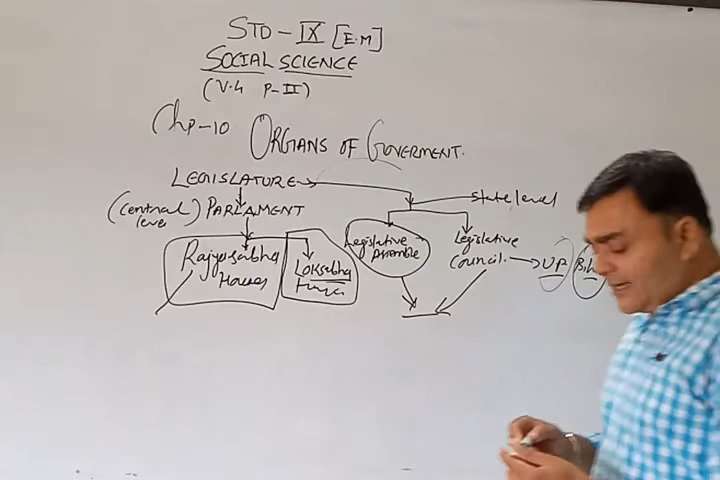 STD - IX [E.M]
SOCIAL SCIENCE
(V.4 P-II)
Chp-10 ORGANS OF GOVERMENT.
LEGISLATURE
State level
(Central level) PARLAMENT
Rajyasabha Houses
Loksabha
Legislative Assemble
Legislative Council.
UP
Bih